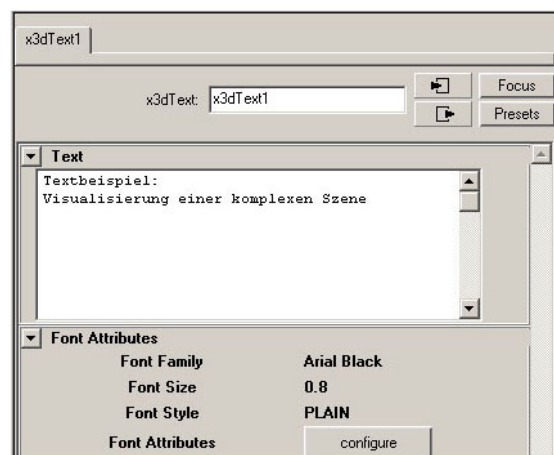 x3dText1
x3dText: x3dText1
Focus
Presets
Text
Textbeispiel:
Visualisierung einer komplexen Szene
Font Attributes
Font Family Arial Black
Font Size 0.8
Font Style PLAIN
Font Attributes configure